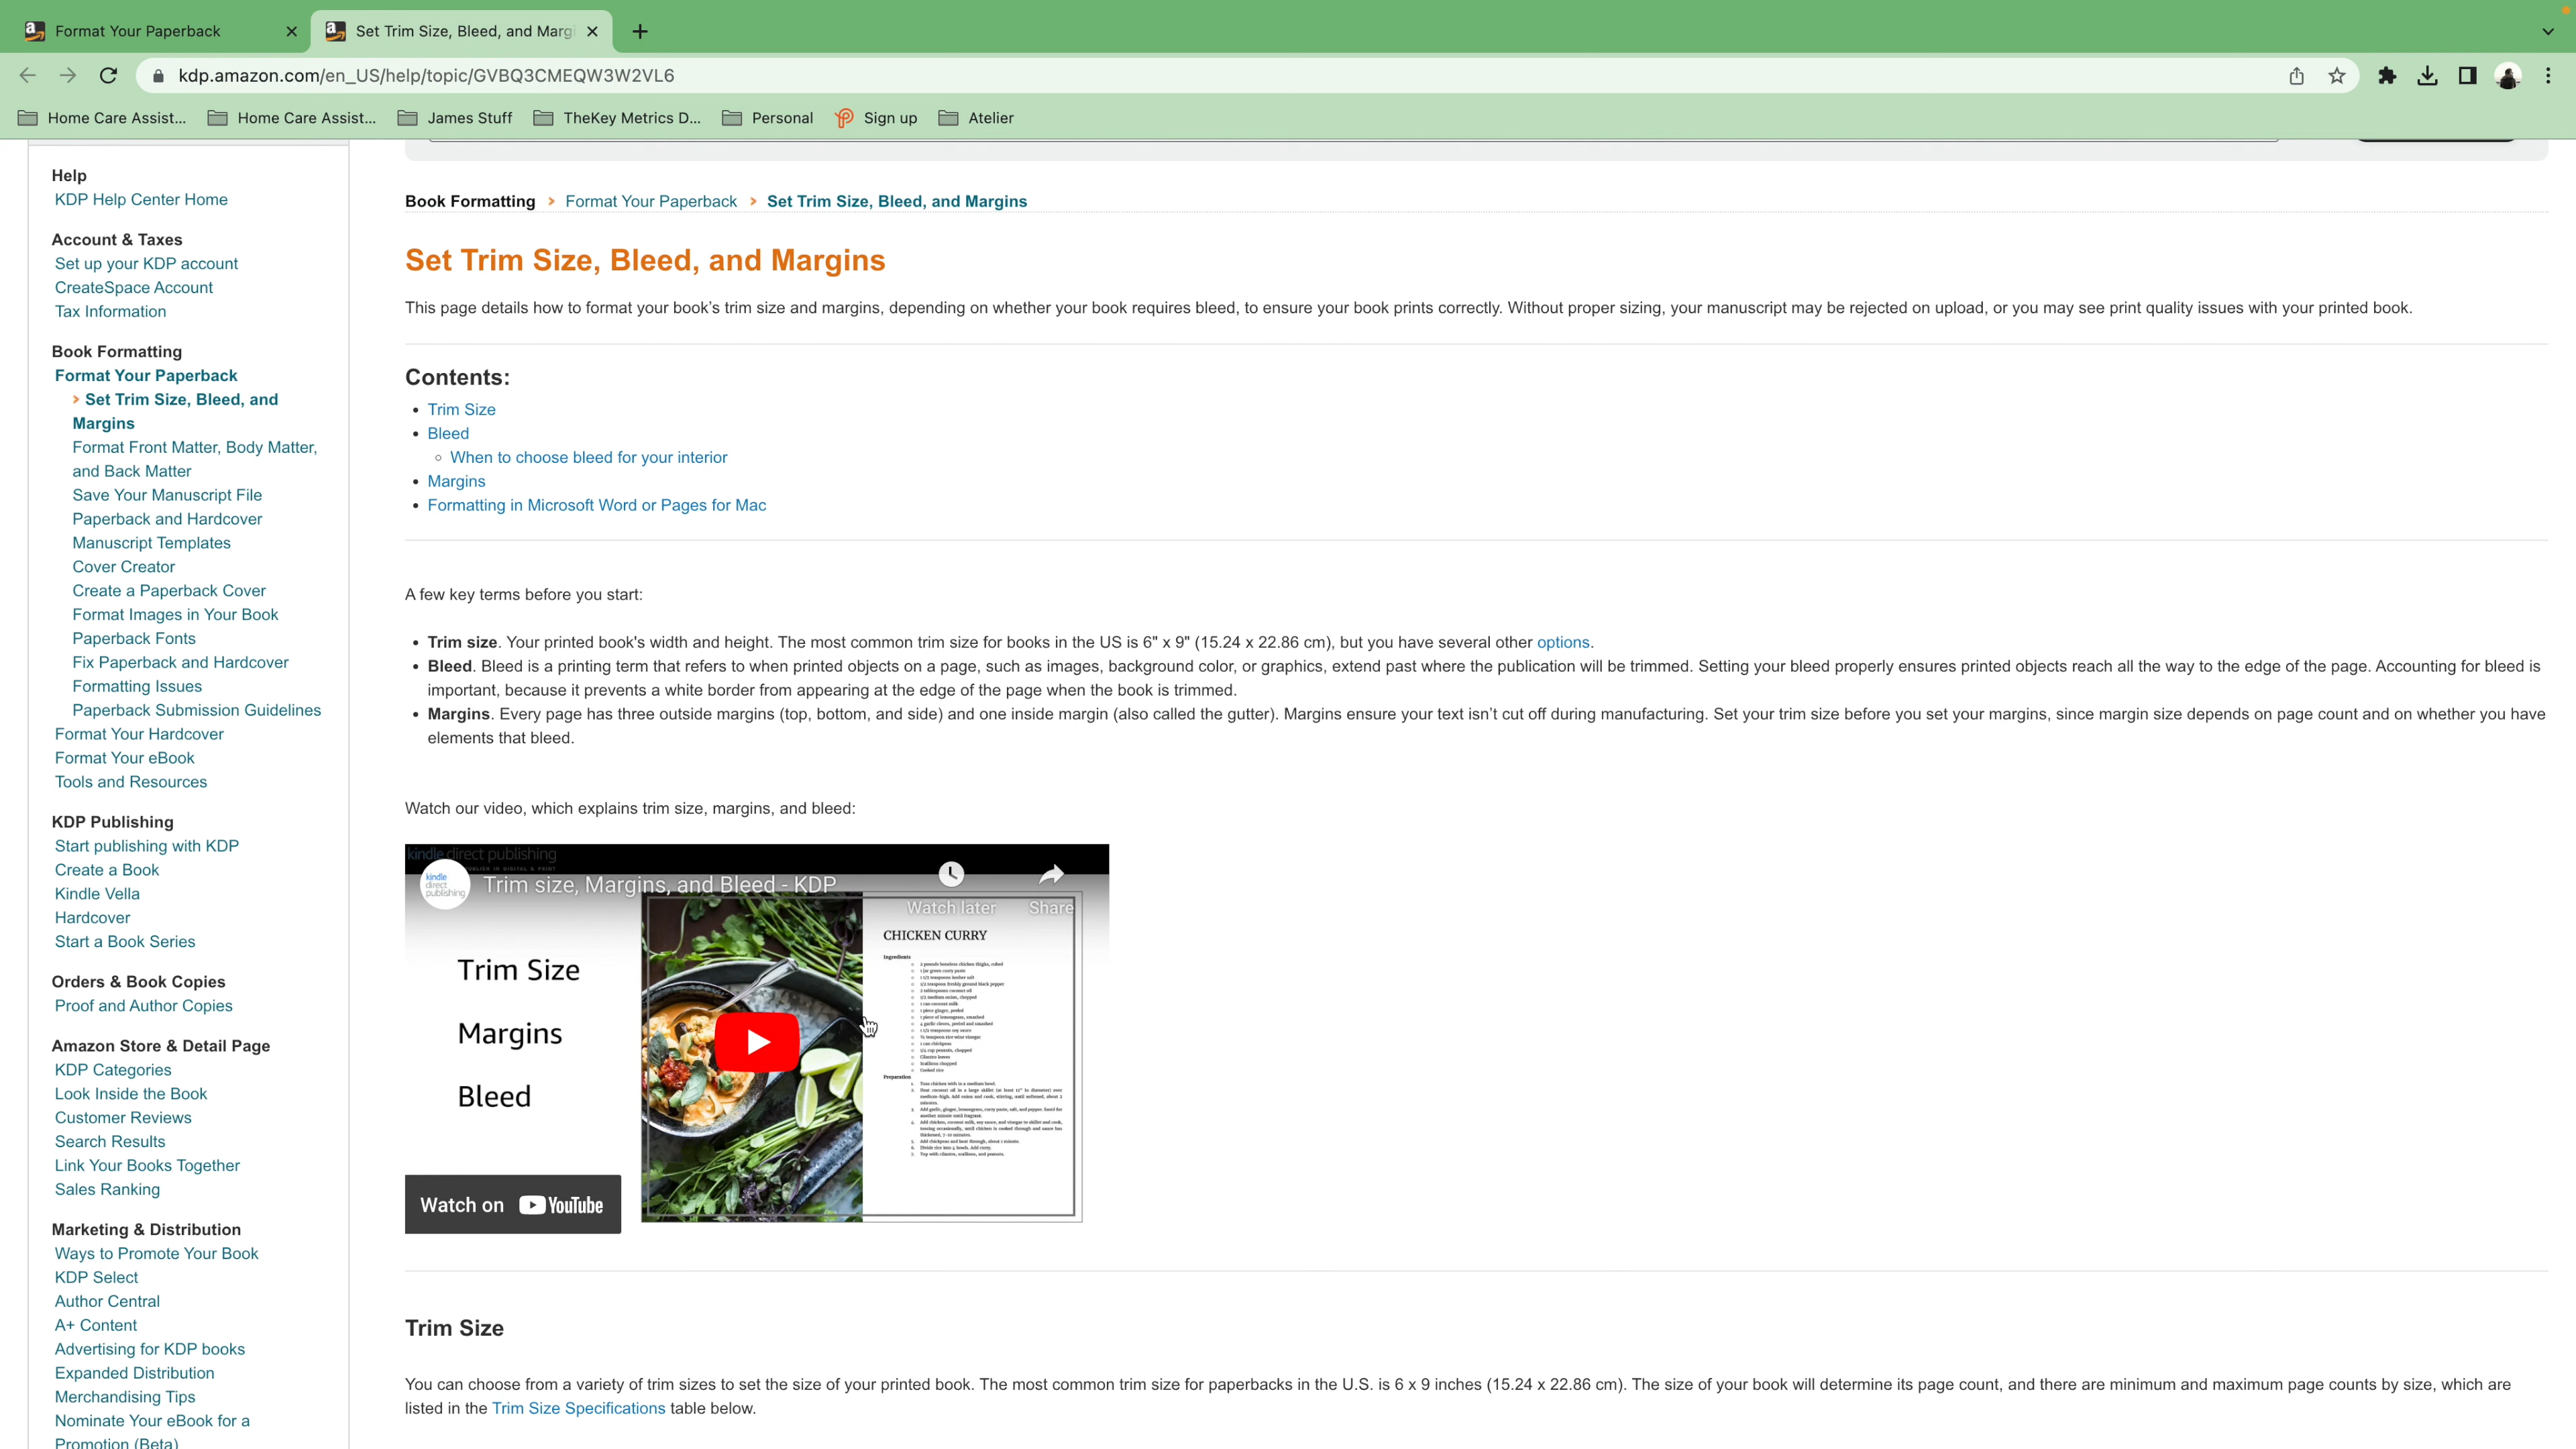 Format Your Paperback
Set Trim Size, Bleed, and Margi
kdp.amazon.com/en_US/help/topic/GVBQ3CMEQW3W2VL6
Home Care Assist...
Home Care Assist...
James Stuff
TheKey Metrics D...
Personal
Sign up
Atelier
Help
KDP Help Center Home
Account & Taxes
Set up your KDP account
CreateSpace Account
Tax Information
Book Formatting
Format Your Paperback
Set Trim Size, Bleed, and
Margins
Format Front Matter, Body Matter,
and Back Matter
Save Your Manuscript File
Paperback and Hardcover
Manuscript Templates
Cover Creator
Create a Paperback Cover
Format Images in Your Book
Paperback Fonts
Fix Paperback and Hardcover
Formatting Issues
Paperback Submission Guidelines
Format Your Hardcover
Format Your eBook
Tools and Resources
KDP Publishing
Start publishing with KDP
Create a Book
Kindle Vella
Hardcover
Start a Book Series
Orders & Book Copies
Proof and Author Copies
Amazon Store & Detail Page
KDP Categories
Look Inside the Book
Customer Reviews
Search Results
Link Your Books Together
Sales Ranking
Marketing & Distribution
Ways to Promote Your Book
KDP Select
Author Central
A+ Content
Advertising for KDP books
Expanded Distribution
Merchandising Tips
Nominate Your eBook for a
Promotion (Beta)
Book Formatting > Format Your Paperback > Set Trim Size, Bleed, and Margins
Set Trim Size, Bleed, and Margins
This page details how to format your book’s trim size and margins, depending on whether your book requires bleed, to ensure your book prints correctly. Without proper sizing, your manuscript may be rejected on upload, or you may see print quality issues with your printed book.
Contents:
Trim Size
Bleed
When to choose bleed for your interior
Margins
Formatting in Microsoft Word or Pages for Mac
A few key terms before you start:
Trim size. Your printed book's width and height. The most common trim size for books in the US is 6" x 9" (15.24 x 22.86 cm), but you have several other options.
Bleed. Bleed is a printing term that refers to when printed objects on a page, such as images, background color, or graphics, extend past where the publication will be trimmed. Setting your bleed properly ensures printed objects reach all the way to the edge of the page. Accounting for bleed is
important, because it prevents a white border from appearing at the edge of the page when the book is trimmed.
Margins. Every page has three outside margins (top, bottom, and side) and one inside margin (also called the gutter). Margins ensure your text isn’t cut off during manufacturing. Set your trim size before you set your margins, since margin size depends on page count and on whether you have
elements that bleed.
Watch our video, which explains trim size, margins, and bleed:
kindle direct publishing
kindle
direct
publishing
Trim size, Margins, and Bleed - KDP
Watch later
Share
Trim Size
Margins
Bleed
CHICKEN CURRY
Ingredients
Preparation
Watch on YouTube
Trim Size
You can choose from a variety of trim sizes to set the size of your printed book. The most common trim size for paperbacks in the U.S. is 6 x 9 inches (15.24 x 22.86 cm). The size of your book will determine its page count, and there are minimum and maximum page counts by size, which are
listed in the Trim Size Specifications table below.